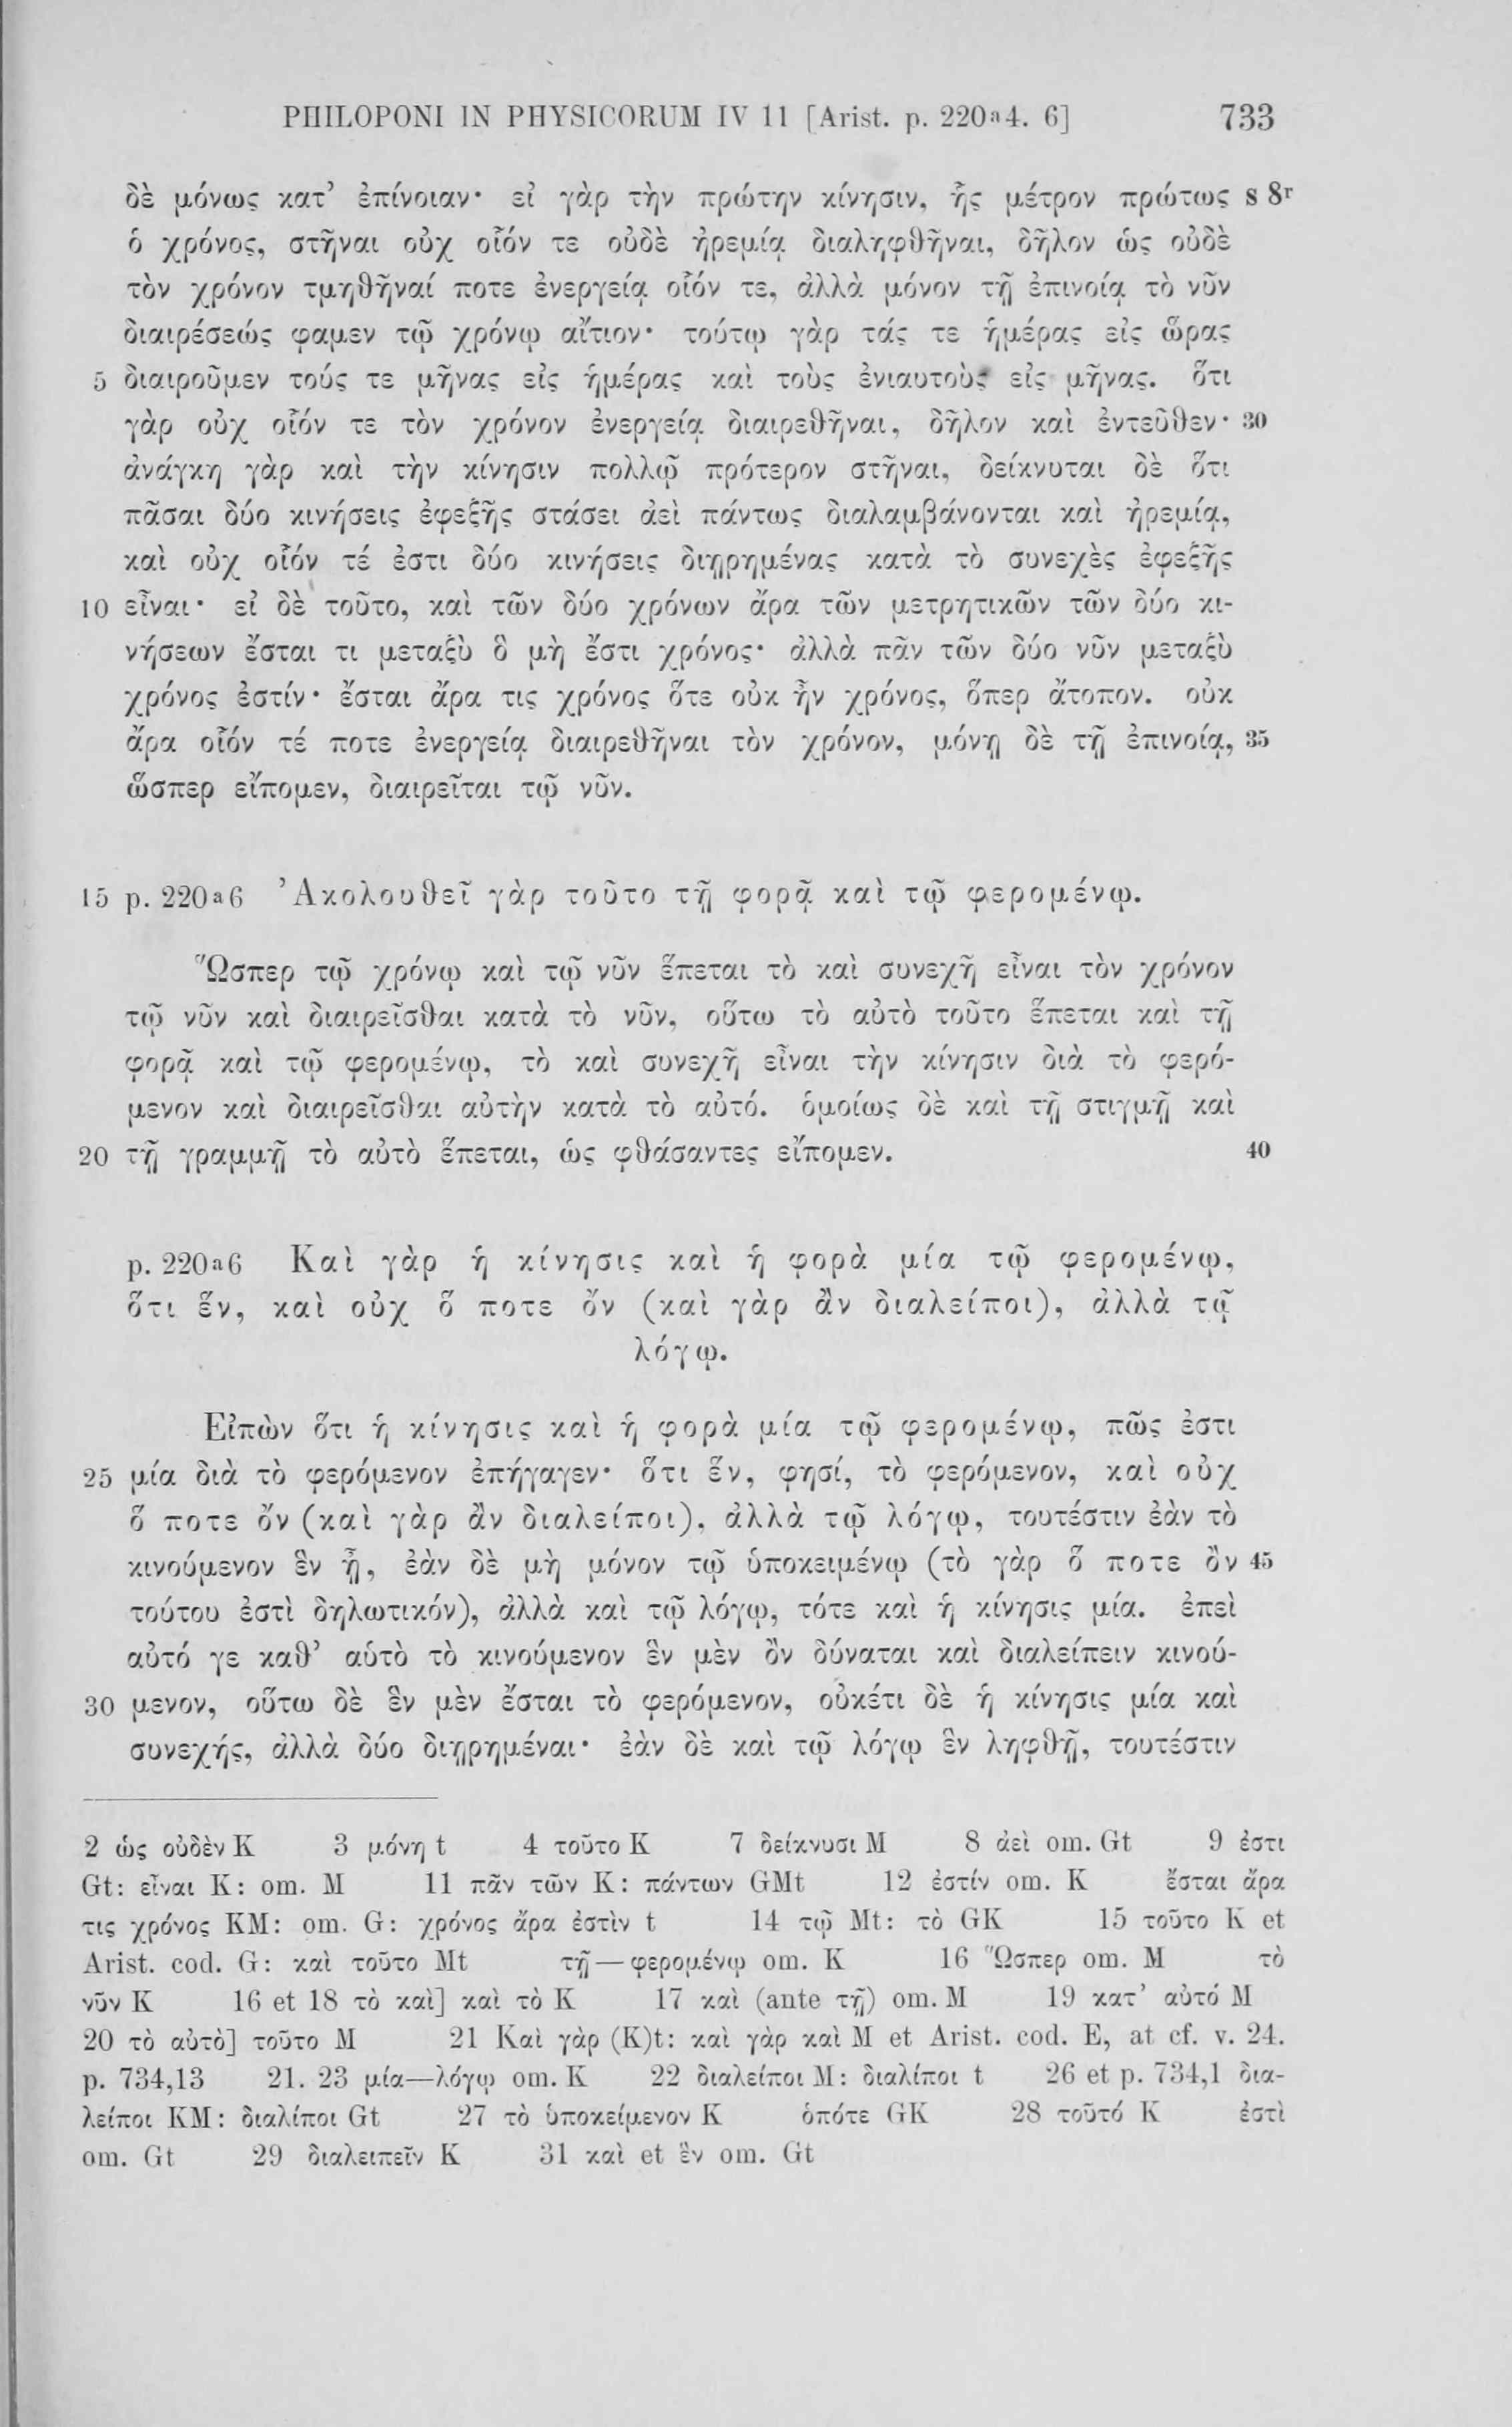 PHILOPONI IN PHYSICORUM IV 11 [Arist. p. 220ª4. 6] 733
δὲ μόνως κατ’ ἐπίνοιαν· εἰ γὰρ τὴν πρώτην κίνησιν, ἧς μέτρον πρώτως s 8ʳ
ὁ χρόνος, στῆναι οὐχ οἷόν τε οὐδὲ ἠρεμίᾳ διαληφθῆναι, δῆλον ὡς οὐδὲ
τὸν χρόνον τμηθῆναί ποτε ἐνεργείᾳ οἷόν τε, ἀλλὰ μόνον τῇ ἐπινοίᾳ τὸ νῦν
διαιρέσεώς φαμεν τῷ χρόνῳ αἴτιον· τούτῳ γὰρ τάς τε ἡμέρας εἰς ὥρας
5 διαιροῦμεν τούς τε μῆνας εἰς ἡμέρας καὶ τοὺς ἐνιαυτοὺς εἰς μῆνας. ὅτι
γὰρ οὐχ οἷόν τε τὸν χρόνον ἐνεργείᾳ διαιρεθῆναι, δῆλον καὶ ἐντεῦθεν· 30
ἀνάγκη γὰρ καὶ τὴν κίνησιν πολλῷ πρότερον στῆναι, δείκνυται δὲ ὅτι
πᾶσαι δύο κινήσεις ἐφεξῆς στάσει ἀεὶ πάντως διαλαμβάνονται καὶ ἠρεμίᾳ,
καὶ οὐχ οἷόν τέ ἐστι δύο κινήσεις διῃρημένας κατὰ τὸ συνεχὲς ἐφεξῆς
10 εἶναι· εἰ δὲ τοῦτο, καὶ τῶν δύο χρόνων ἄρα τῶν μετρητικῶν τῶν δύο κι-
νήσεων ἔσται τι μεταξὺ ὃ μὴ ἔστι χρόνος· ἀλλὰ πᾶν τῶν δύο νῦν μεταξὺ
χρόνος ἐστίν· ἔσται ἄρα τις χρόνος ὅτε οὐκ ἦν χρόνος, ὅπερ ἄτοπον. οὐκ
ἄρα οἷόν τέ ποτε ἐνεργείᾳ διαιρεθῆναι τὸν χρόνον, μόνῃ δὲ τῇ ἐπινοίᾳ, 35
ὥσπερ εἴπομεν, διαιρεῖται τῷ νῦν.
15 p. 220ª6 Ἀκολουθεῖ γὰρ τοῦτο τῇ φορᾷ καὶ τῷ φερομένῳ.
Ὥσπερ τῷ χρόνῳ καὶ τῷ νῦν ἕπεται τὸ καὶ συνεχῆ εἶναι τὸν χρόνον
τῷ νῦν καὶ διαιρεῖσθαι κατὰ τὸ νῦν, οὕτω τὸ αὐτὸ τοῦτο ἕπεται καὶ τῇ
φορᾷ καὶ τῷ φερομένῳ, τὸ καὶ συνεχῆ εἶναι τὴν κίνησιν διὰ τὸ φερό-
μενον καὶ διαιρεῖσθαι αὐτὴν κατὰ τὸ αὐτό. ὁμοίως δὲ καὶ τῇ στιγμῇ καὶ
20 τῇ γραμμῇ τὸ αὐτὸ ἕπεται, ὡς φθάσαντες εἴπομεν. 40
p. 220ª6 Καὶ γὰρ ἡ κίνησις καὶ ἡ φορὰ μία τῷ φερομένῳ,
ὅτι ἕν, καὶ οὐχ ὅ ποτε ὄν (καὶ γὰρ ἂν διαλείποι), ἀλλὰ τῷ
λόγῳ.
Εἰπὼν ὅτι ἡ κίνησις καὶ ἡ φορὰ μία τῷ φερομένῳ, πῶς ἐστι
25 μία διὰ τὸ φερόμενον ἐπήγαγεν· ὅτι ἕν, φησί, τὸ φερόμενον, καὶ οὐχ
ὅ ποτε ὄν (καὶ γὰρ ἂν διαλείποι), ἀλλὰ τῷ λόγῳ, τουτέστιν ἐὰν τὸ
κινούμενον ἓν ᾖ, ἐὰν δὲ μὴ μόνον τῷ ὑποκειμένῳ (τὸ γὰρ ὅ ποτε ὂν 45
τούτου ἐστὶ δηλωτικόν), ἀλλὰ καὶ τῷ λόγῳ, τότε καὶ ἡ κίνησις μία. ἐπεὶ
αὐτό γε καθ’ αὑτὸ τὸ κινούμενον ἓν μὲν ὂν δύναται καὶ διαλείπειν κινού-
30 μενον, οὕτω δὲ ἓν μὲν ἔσται τὸ φερόμενον, οὐκέτι δὲ ἡ κίνησις μία καὶ
συνεχής, ἀλλὰ δύο διῃρημέναι· ἐὰν δὲ καὶ τῷ λόγῳ ἓν ληφθῇ, τουτέστιν
2 ὡς οὐδὲν K 3 μόνη t 4 τοῦτο K 7 δείκνυσι M 8 ἀεὶ om. Gt 9 ἐστι
Gt: εἶναι K: om. M 11 πᾶν τῶν K: πάντων GMt 12 ἐστίν om. K ἔσται ἄρα
τις χρόνος KM: om. G: χρόνος ἄρα ἐστὶν t 14 τῷ Mt: τὸ GK 15 τοῦτο K et
Arist. cod. G: καὶ τοῦτο Mt τῇ—φερομένῳ om. K 16 Ὥσπερ om. M τὸ
νῦν K 16 et 18 τὸ καὶ] καὶ τὸ K 17 καὶ (ante τῇ) om. M 19 κατ’ αὐτό M
20 τὸ αὐτὸ] τοῦτο M 21 Καὶ γὰρ (K)t: καὶ γὰρ καὶ M et Arist. cod. E, at cf. v. 24.
p. 734,13 21. 23 μία—λόγῳ om. K 22 διαλείποι M: διαλίποι t 26 et p. 734,1 δια-
λείποι KM: διαλίποι Gt 27 τὸ ὑποκείμενον K ὁπότε GK 28 τοῦτό K ἐστὶ
om. Gt 29 διαλειπεῖν K 31 καὶ et ἓν om. Gt